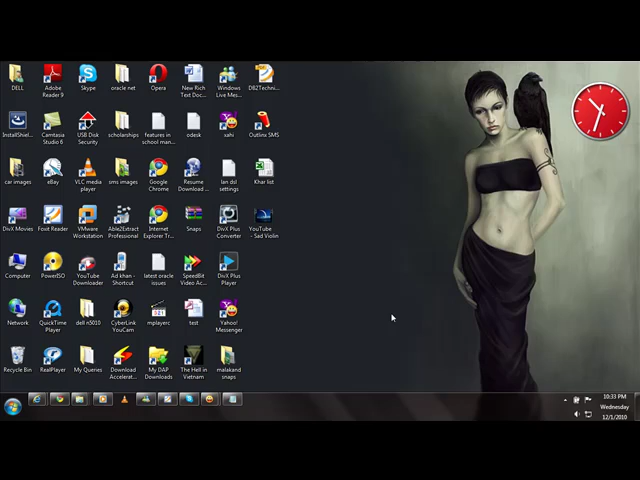 DELL
Adobe Reader 9
Skype
oracle net
Opera
New Rich Text Doc...
Windows Live Mes...
DBZTechni...
InstallShiel...
Camtasia Studio 6
USB Disk Security
scholarships
features in school man...
odesk
xahi
Outlinx SMS
car images
eBay
VLC media player
sms images
Google Chrome
Resume Download ...
lan dsl settings
Khar list
DivX Movies
Foxit Reader
VMware Workstation
Able2Extract Professional
Internet Explorer Tr...
Snaps
DivX Plus Converter
YouTube - Sad Violin
Computer
PowerISO
YouTube Downloader
Ad khan - Shortcut
latest oracle issues
SpeedBit Video Ac...
DivX Plus Player
Network
QuickTime Player
dell n5010
CyberLink YouCam
mplayerc
test
Yahoo! Messenger
Recycle Bin
RealPlayer
My Queries
Download Accelerat...
My DAP Downloads
The Hell in Vietnam
malakand snaps
10:33 PM
Wednesday
12/1/2010